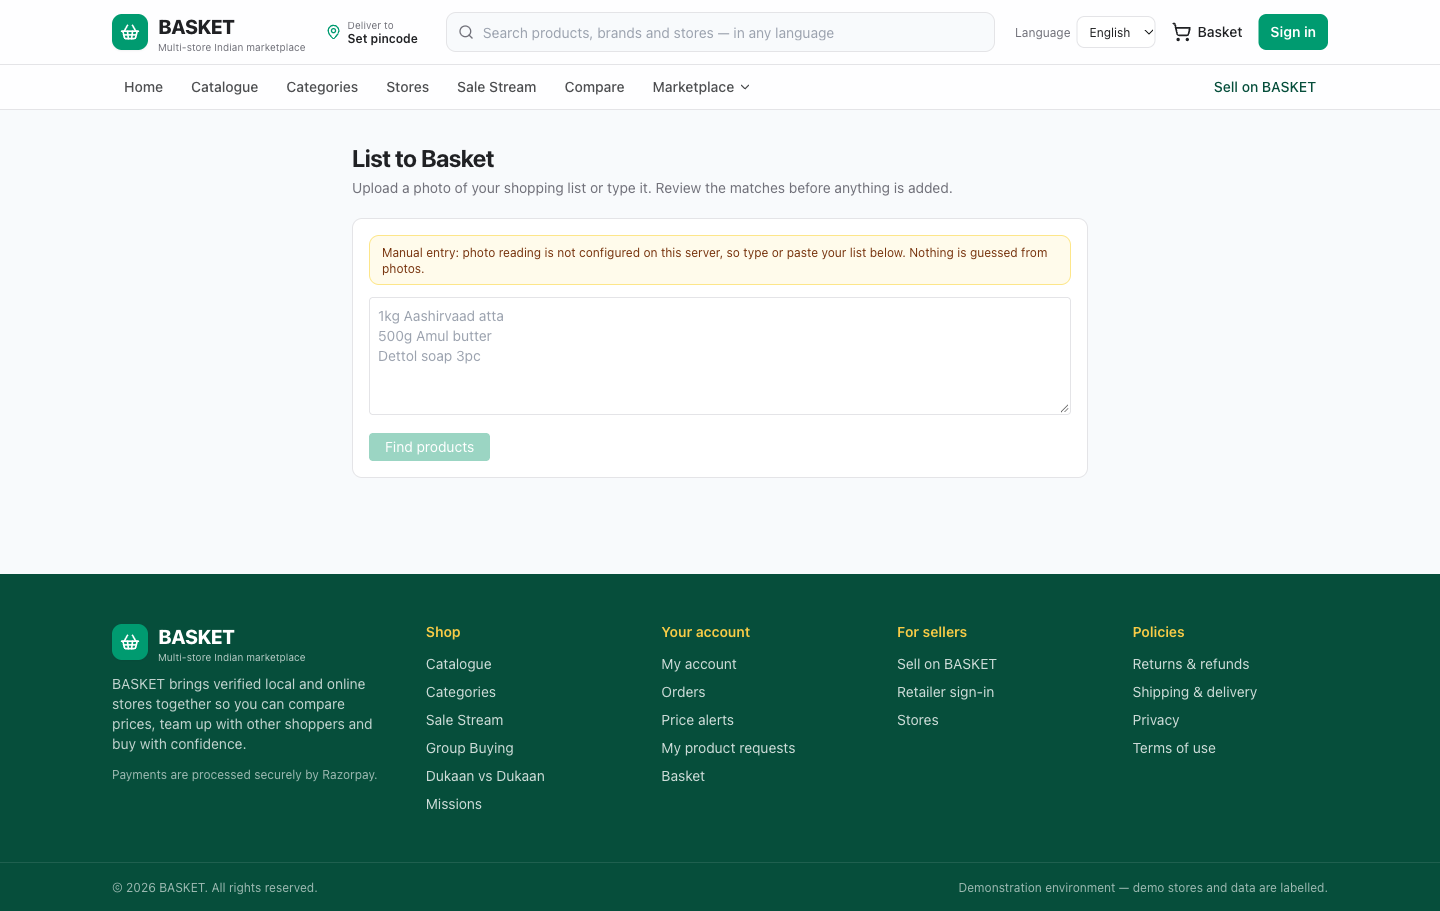 BASKET
Multi-store Indian marketplace
Deliver to
Set pincode
Search products, brands and stores — in any language
Language
English
Basket
Sign in
Home
Catalogue
Categories
Stores
Sale Stream
Compare
Marketplace
Sell on BASKET
List to Basket
Upload a photo of your shopping list or type it. Review the matches before anything is added.
Manual entry: photo reading is not configured on this server, so type or paste your list below. Nothing is guessed from
photos.
1kg Aashirvaad atta
500g Amul butter
Dettol soap 3pc
Find products
BASKET
Multi-store Indian marketplace
BASKET brings verified local and online
stores together so you can compare
prices, team up with other shoppers and
buy with confidence.
Payments are processed securely by Razorpay.
Shop
Catalogue
Categories
Sale Stream
Group Buying
Dukaan vs Dukaan
Missions
Your account
My account
Orders
Price alerts
My product requests
Basket
For sellers
Sell on BASKET
Retailer sign-in
Stores
Policies
Returns & refunds
Shipping & delivery
Privacy
Terms of use
© 2026 BASKET. All rights reserved.
Demonstration environment — demo stores and data are labelled.